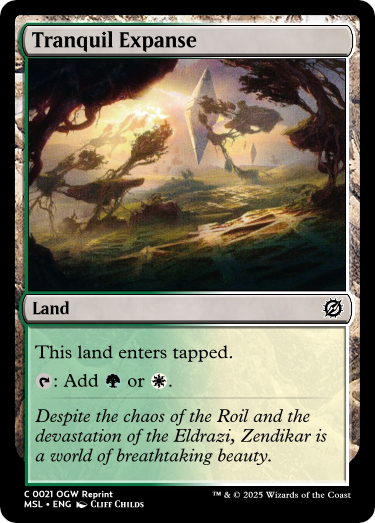 Tranquil Expanse
Land
This land enters tapped.
: Add or .
Despite the chaos of the Roil and the
devastation of the Eldrazi, Zendikar is
a world of breathtaking beauty.
C 0021 OGW Reprint
MSL • ENG Cliff Childs
™ & © 2025 Wizards of the Coast